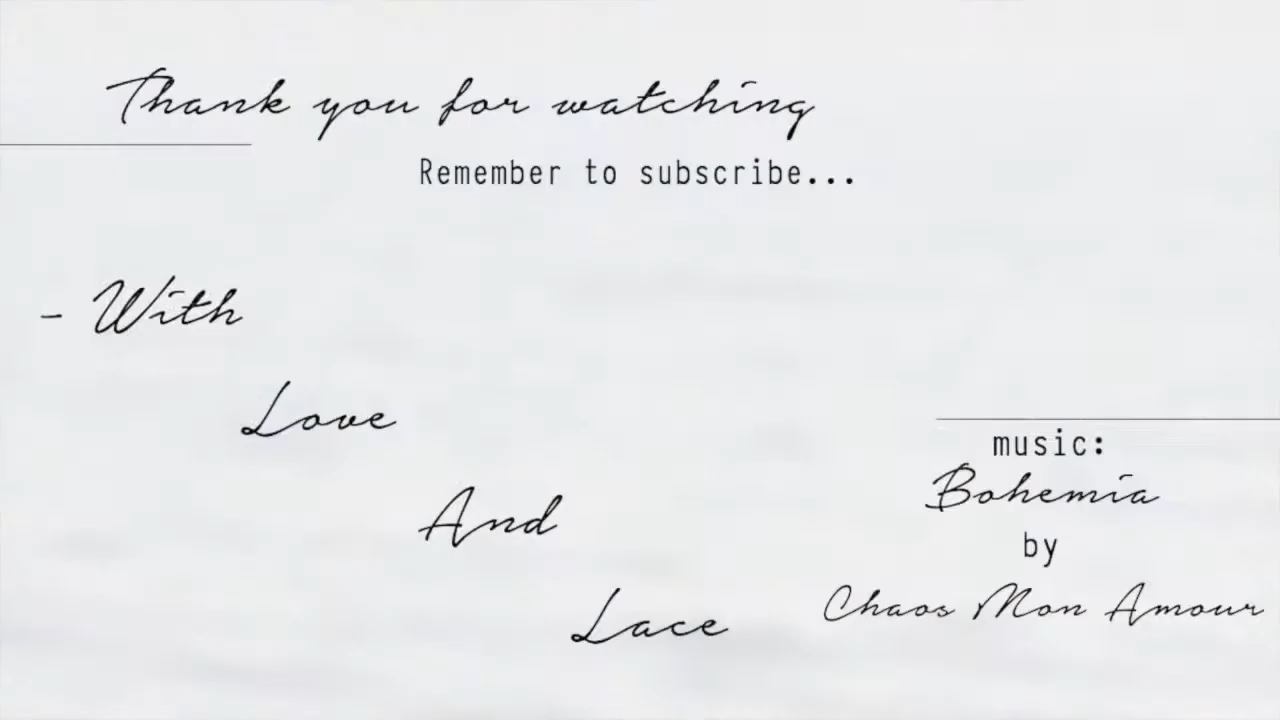 Thank you for watching
Remember to subscribe...
- With
Love
And
Lace
music:
Bohemia
by
Chaos Mon Amour